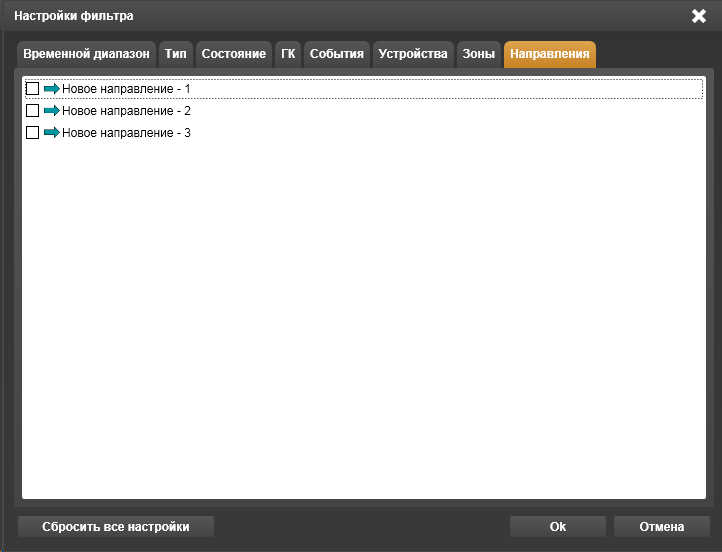 Настройки фильтра
Временной диапазон Тип Состояние ГК События Устройства Зоны Направления
Новое направление - 1
Новое направление - 2
Новое направление - 3
Сбросить все настройки Ok Отмена